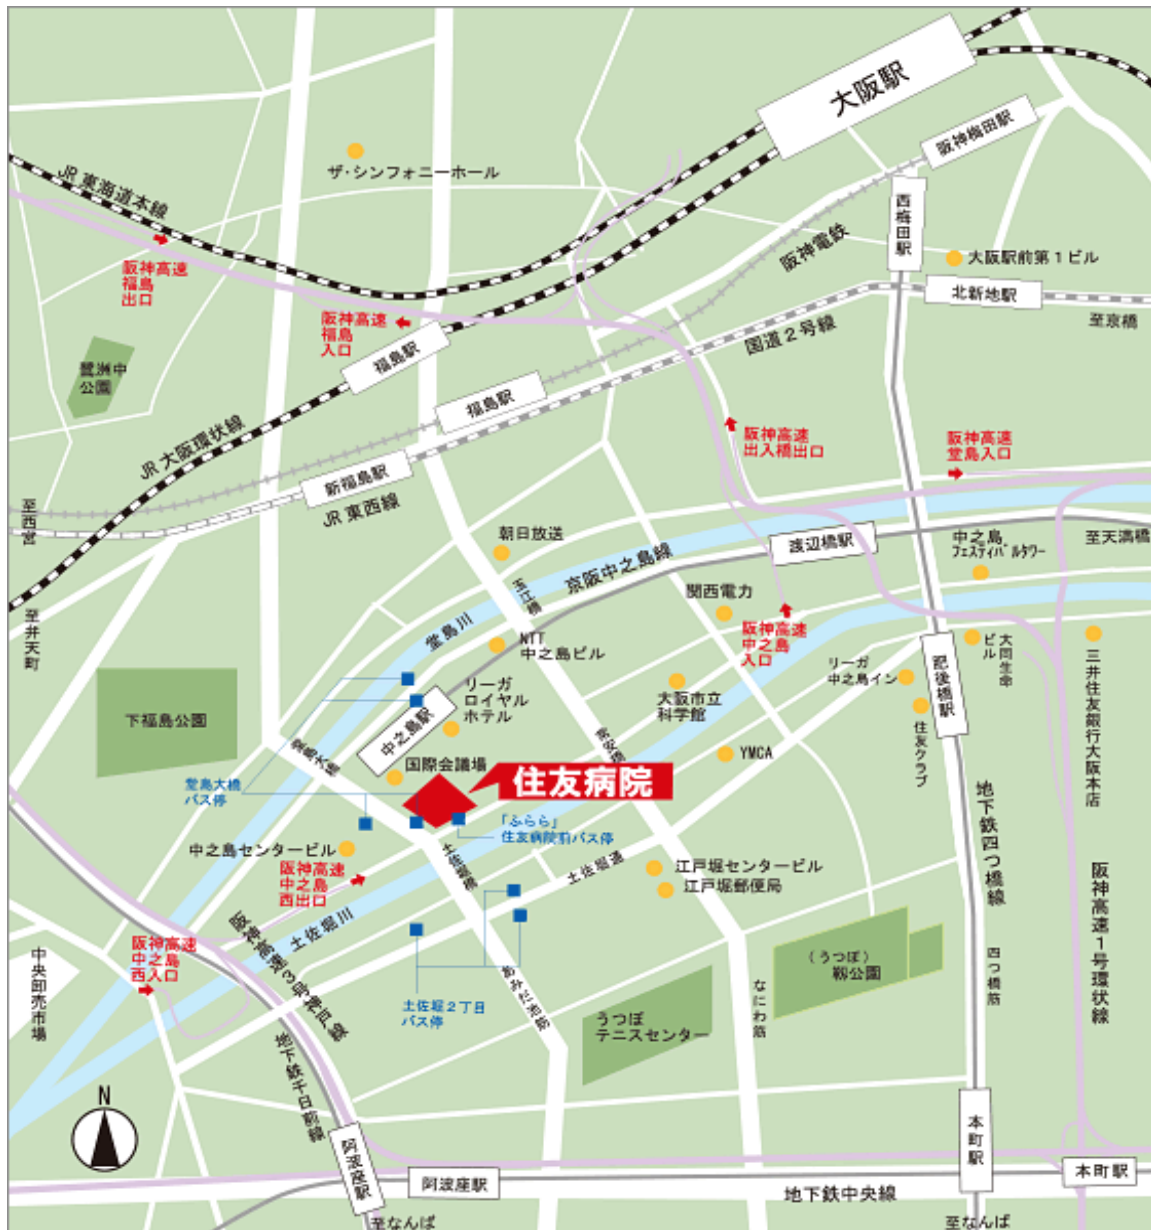 大阪駅
阪神梅田駅
ザ・シンフォニーホール
JR 東海道本線
西梅田駅
阪神電鉄
大阪駅前第1ビル
阪神高速
福島
出口
北新地駅
至京橋
阪神高速
福島
入口
国道2号線
福島駅
鷺洲中
公園
福島駅
JR 大阪環状線
阪神高速
出入橋出口
阪神高速
堂島入口
新福島駅
JR 東西線
至西宮
朝日放送
渡辺橋駅
中之島
フェスティバルタワー
至天満橋
京阪中之島線
玉江橋
関西電力
至弁天町
堂島川
NTT
中之島ビル
阪神高速
中之島
入口
大同生命
ビル
リーガ
中之島イン
肥後橋駅
三井住友銀行大阪本店
リーガ
ロイヤル
ホテル
大阪市立
科学館
下福島公園
中之島駅
住友クラブ
常安橋
YMCA
堂島大橋
国際会議場
住友病院
堂島大橋
バス停
地下鉄四つ橋線
「ふらら」
住友病院前バス停
中之島センタービル
土佐堀橋
土佐堀通
江戸堀センタービル
江戸堀郵便局
阪神高速
中之島
西出口
阪神高速1号環状線
土佐堀川
阪神高速3号神戸線
阪神高速
中之島
西入口
中央卸売市場
(うつぼ)
靱公園
四つ橋筋
あみだ池筋
なにわ筋
土佐堀2丁目
バス停
うつぼ
テニスセンター
地下鉄千日前線
N
阿波座駅
本町駅
阿波座駅
本町駅
地下鉄中央線
至なんば
至なんば